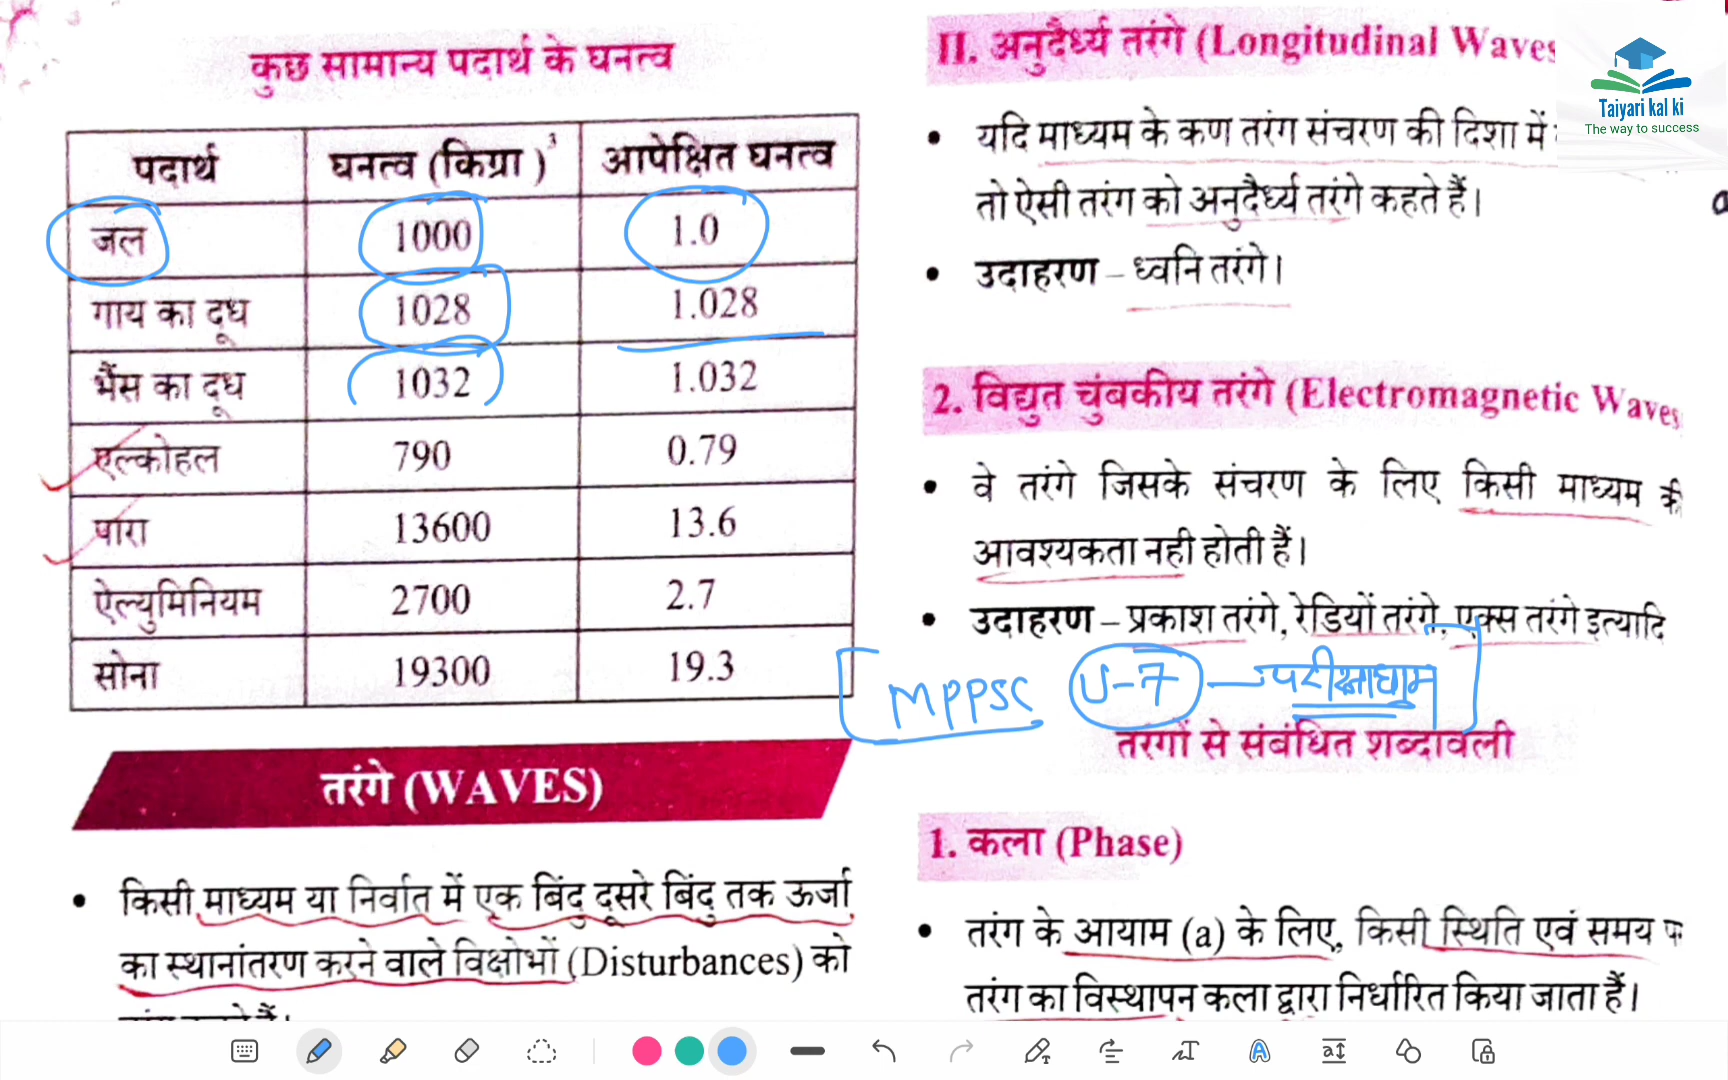 कुछ सामान्य पदार्थ के घनत्व
पदार्थ घनत्व (किग्रा )³ आपेक्षित घनत्व
जल 1000 1.0
गाय का दूध 1028 1.028
भैंस का दूध 1032 1.032
एल्कोहल 790 0.79
पारा 13600 13.6
ऐल्युमिनियम 2700 2.7
सोना 19300 19.3
तरंगे (WAVES)
• किसी माध्यम या निर्वात में एक बिंदु दूसरे बिंदु तक ऊर्जा
का स्थानांतरण करने वाले विक्षोभों (Disturbances) को
II. अनुदैर्ध्य तरंगे (Longitudinal Waves
• यदि माध्यम के कण तरंग संचरण की दिशा में
तो ऐसी तरंग को अनुदैर्ध्य तरंगे कहते हैं।
• उदाहरण – ध्वनि तरंगे।
2. विद्युत चुंबकीय तरंगे (Electromagnetic Waves
• वे तरंगे जिसके संचरण के लिए किसी माध्यम की
आवश्यकता नही होती हैं।
• उदाहरण – प्रकाश तरंगे, रेडियों तरंगे, एक्स तरंगे इत्यादि
MPPSC U-7 परीक्षाधाम
तरंगों से संबंधित शब्दावली
1. कला (Phase)
• तरंग के आयाम (a) के लिए, किसी स्थिति एवं समय
तरंग का विस्थापन कला द्वारा निर्धारित किया जाता हैं।
Taiyari kal ki
The way to success